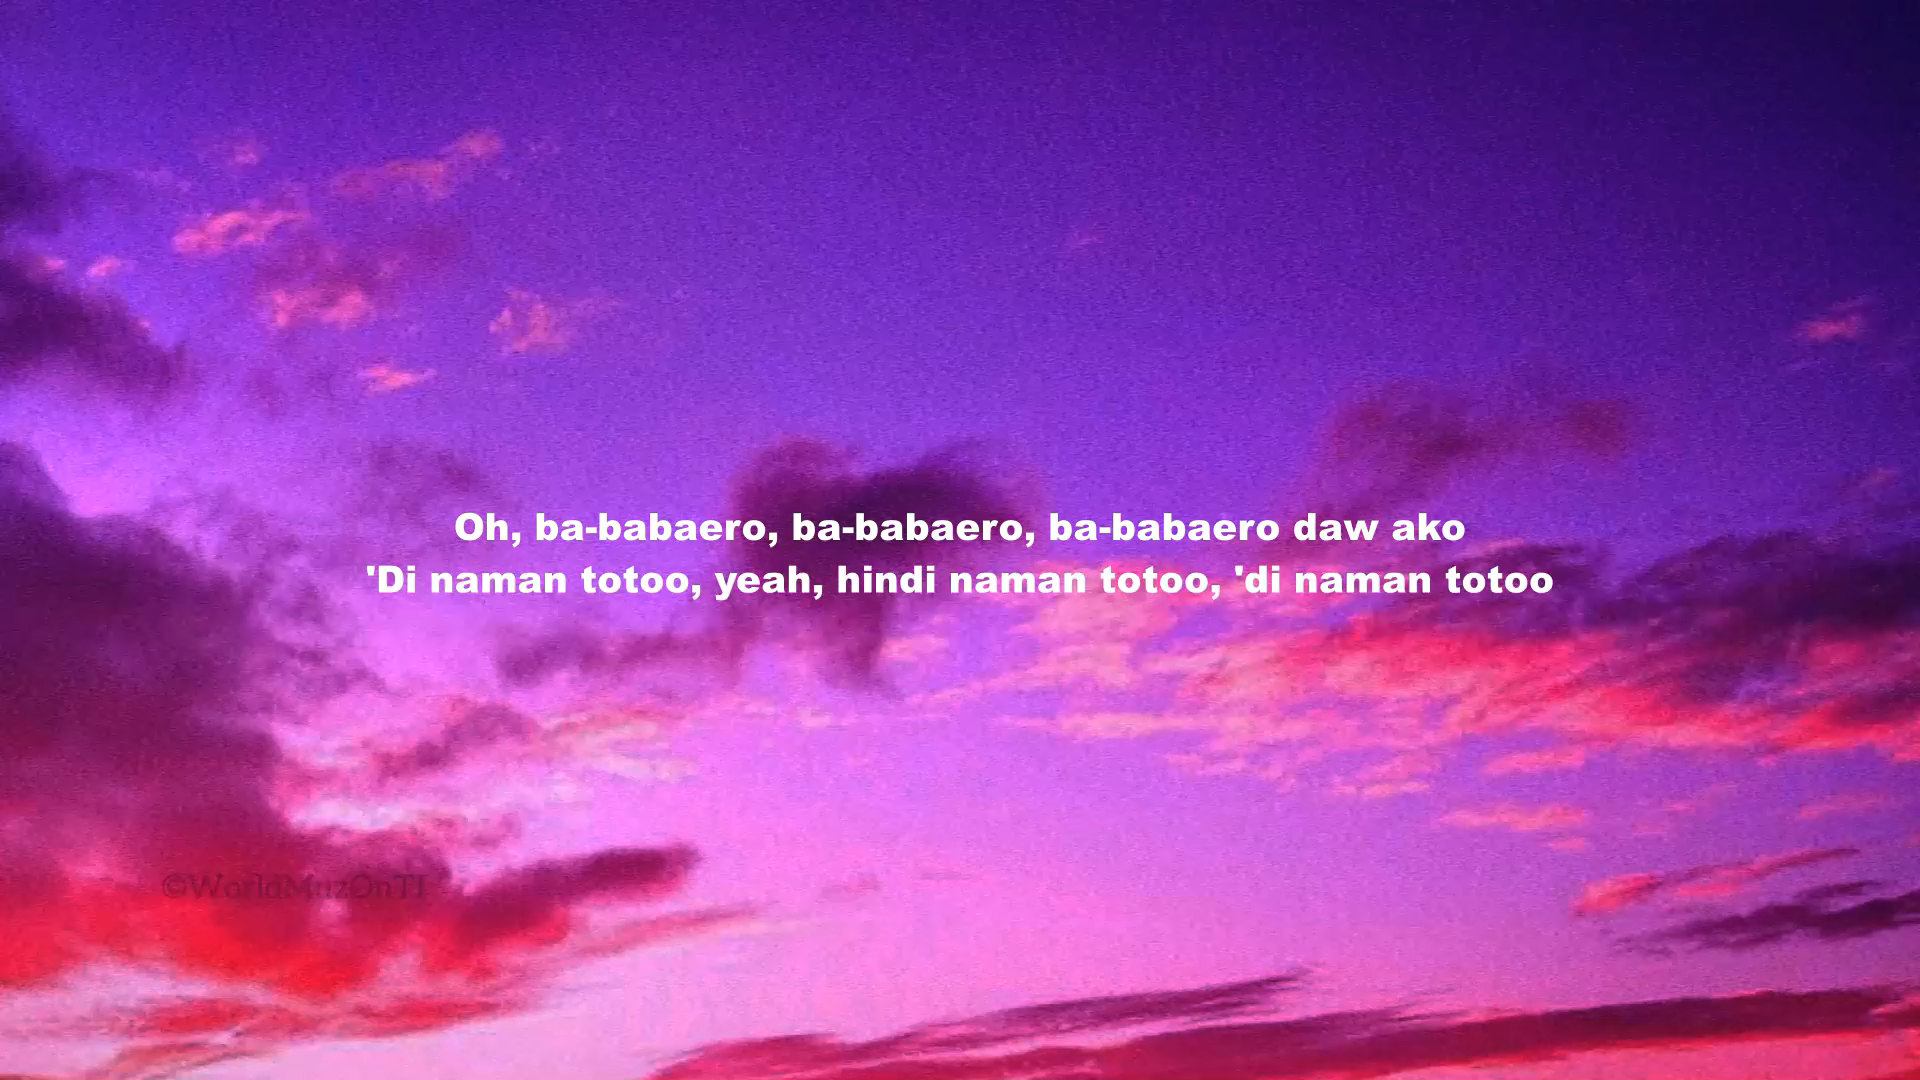 Oh, ba-babaero, ba-babaero, ba-babaero daw ako
'Di naman totoo, yeah, hindi naman totoo, 'di naman totoo
©WorldMuzOnTI